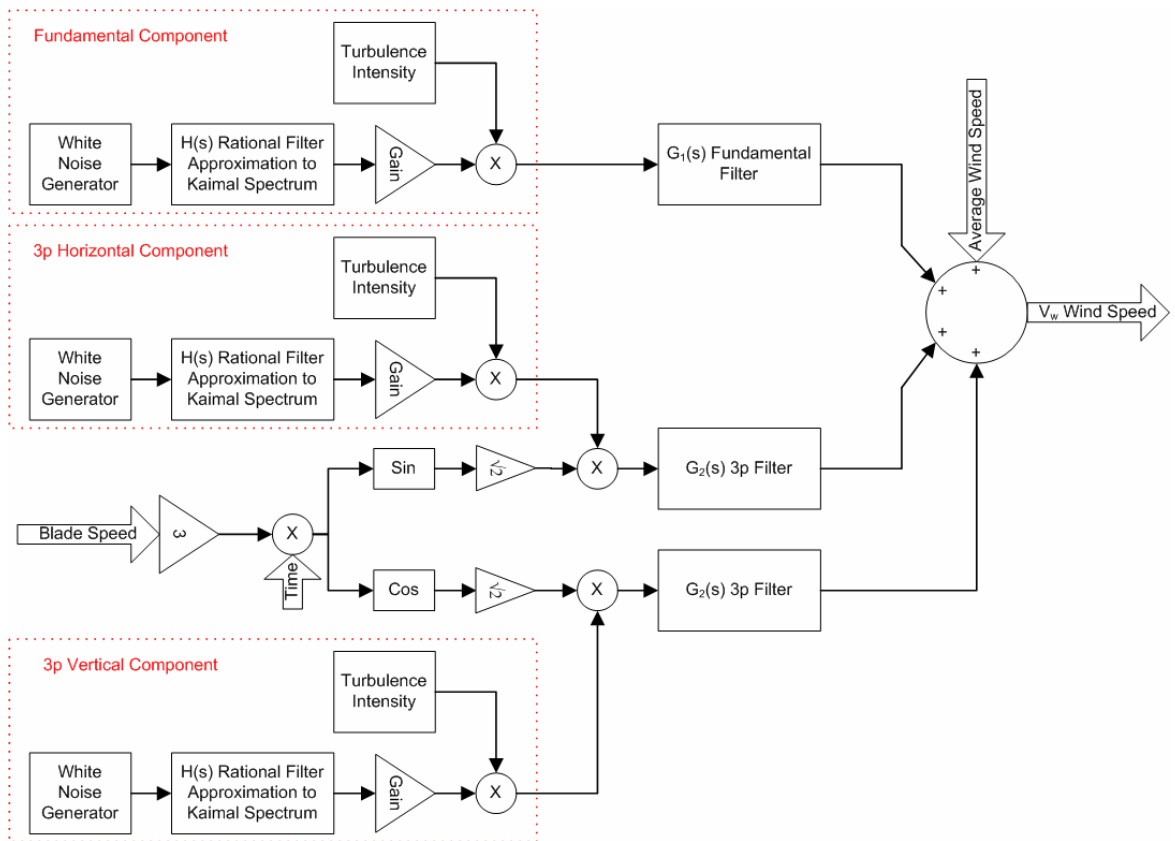 Fundamental Component
Turbulence
Intensity
White
Noise
Generator
H(s) Rational Filter
Approximation to
Kaimal Spectrum
Gain
X
G₁(s) Fundamental
Filter
Average Wind Speed
+
+
+
+
V_w Wind Speed
3p Horizontal Component
Turbulence
Intensity
White
Noise
Generator
H(s) Rational Filter
Approximation to
Kaimal Spectrum
Gain
X
Sin
√2
X
G₂(s) 3p Filter
Blade Speed
3
X
Time
Cos
√2
X
G₂(s) 3p Filter
3p Vertical Component
Turbulence
Intensity
White
Noise
Generator
H(s) Rational Filter
Approximation to
Kaimal Spectrum
Gain
X